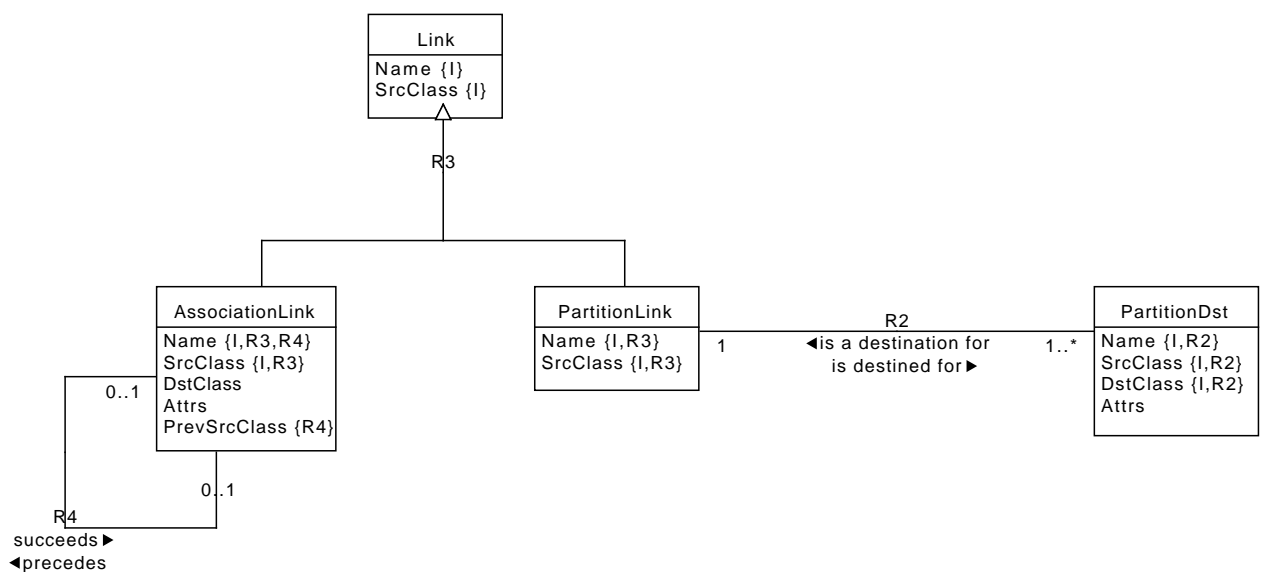 Link
Name {I}
SrcClass {I}
R3
AssociationLink
Name {I,R3,R4}
SrcClass {I,R3}
DstClass
Attrs
PrevSrcClass {R4}
0..1
0..1
R4
succeeds ▶
◀precedes
PartitionLink
Name {I,R3}
SrcClass {I,R3}
1
R2
◀is a destination for
is destined for ▶
1..*
PartitionDst
Name {I,R2}
SrcClass {I,R2}
DstClass {I,R2}
Attrs